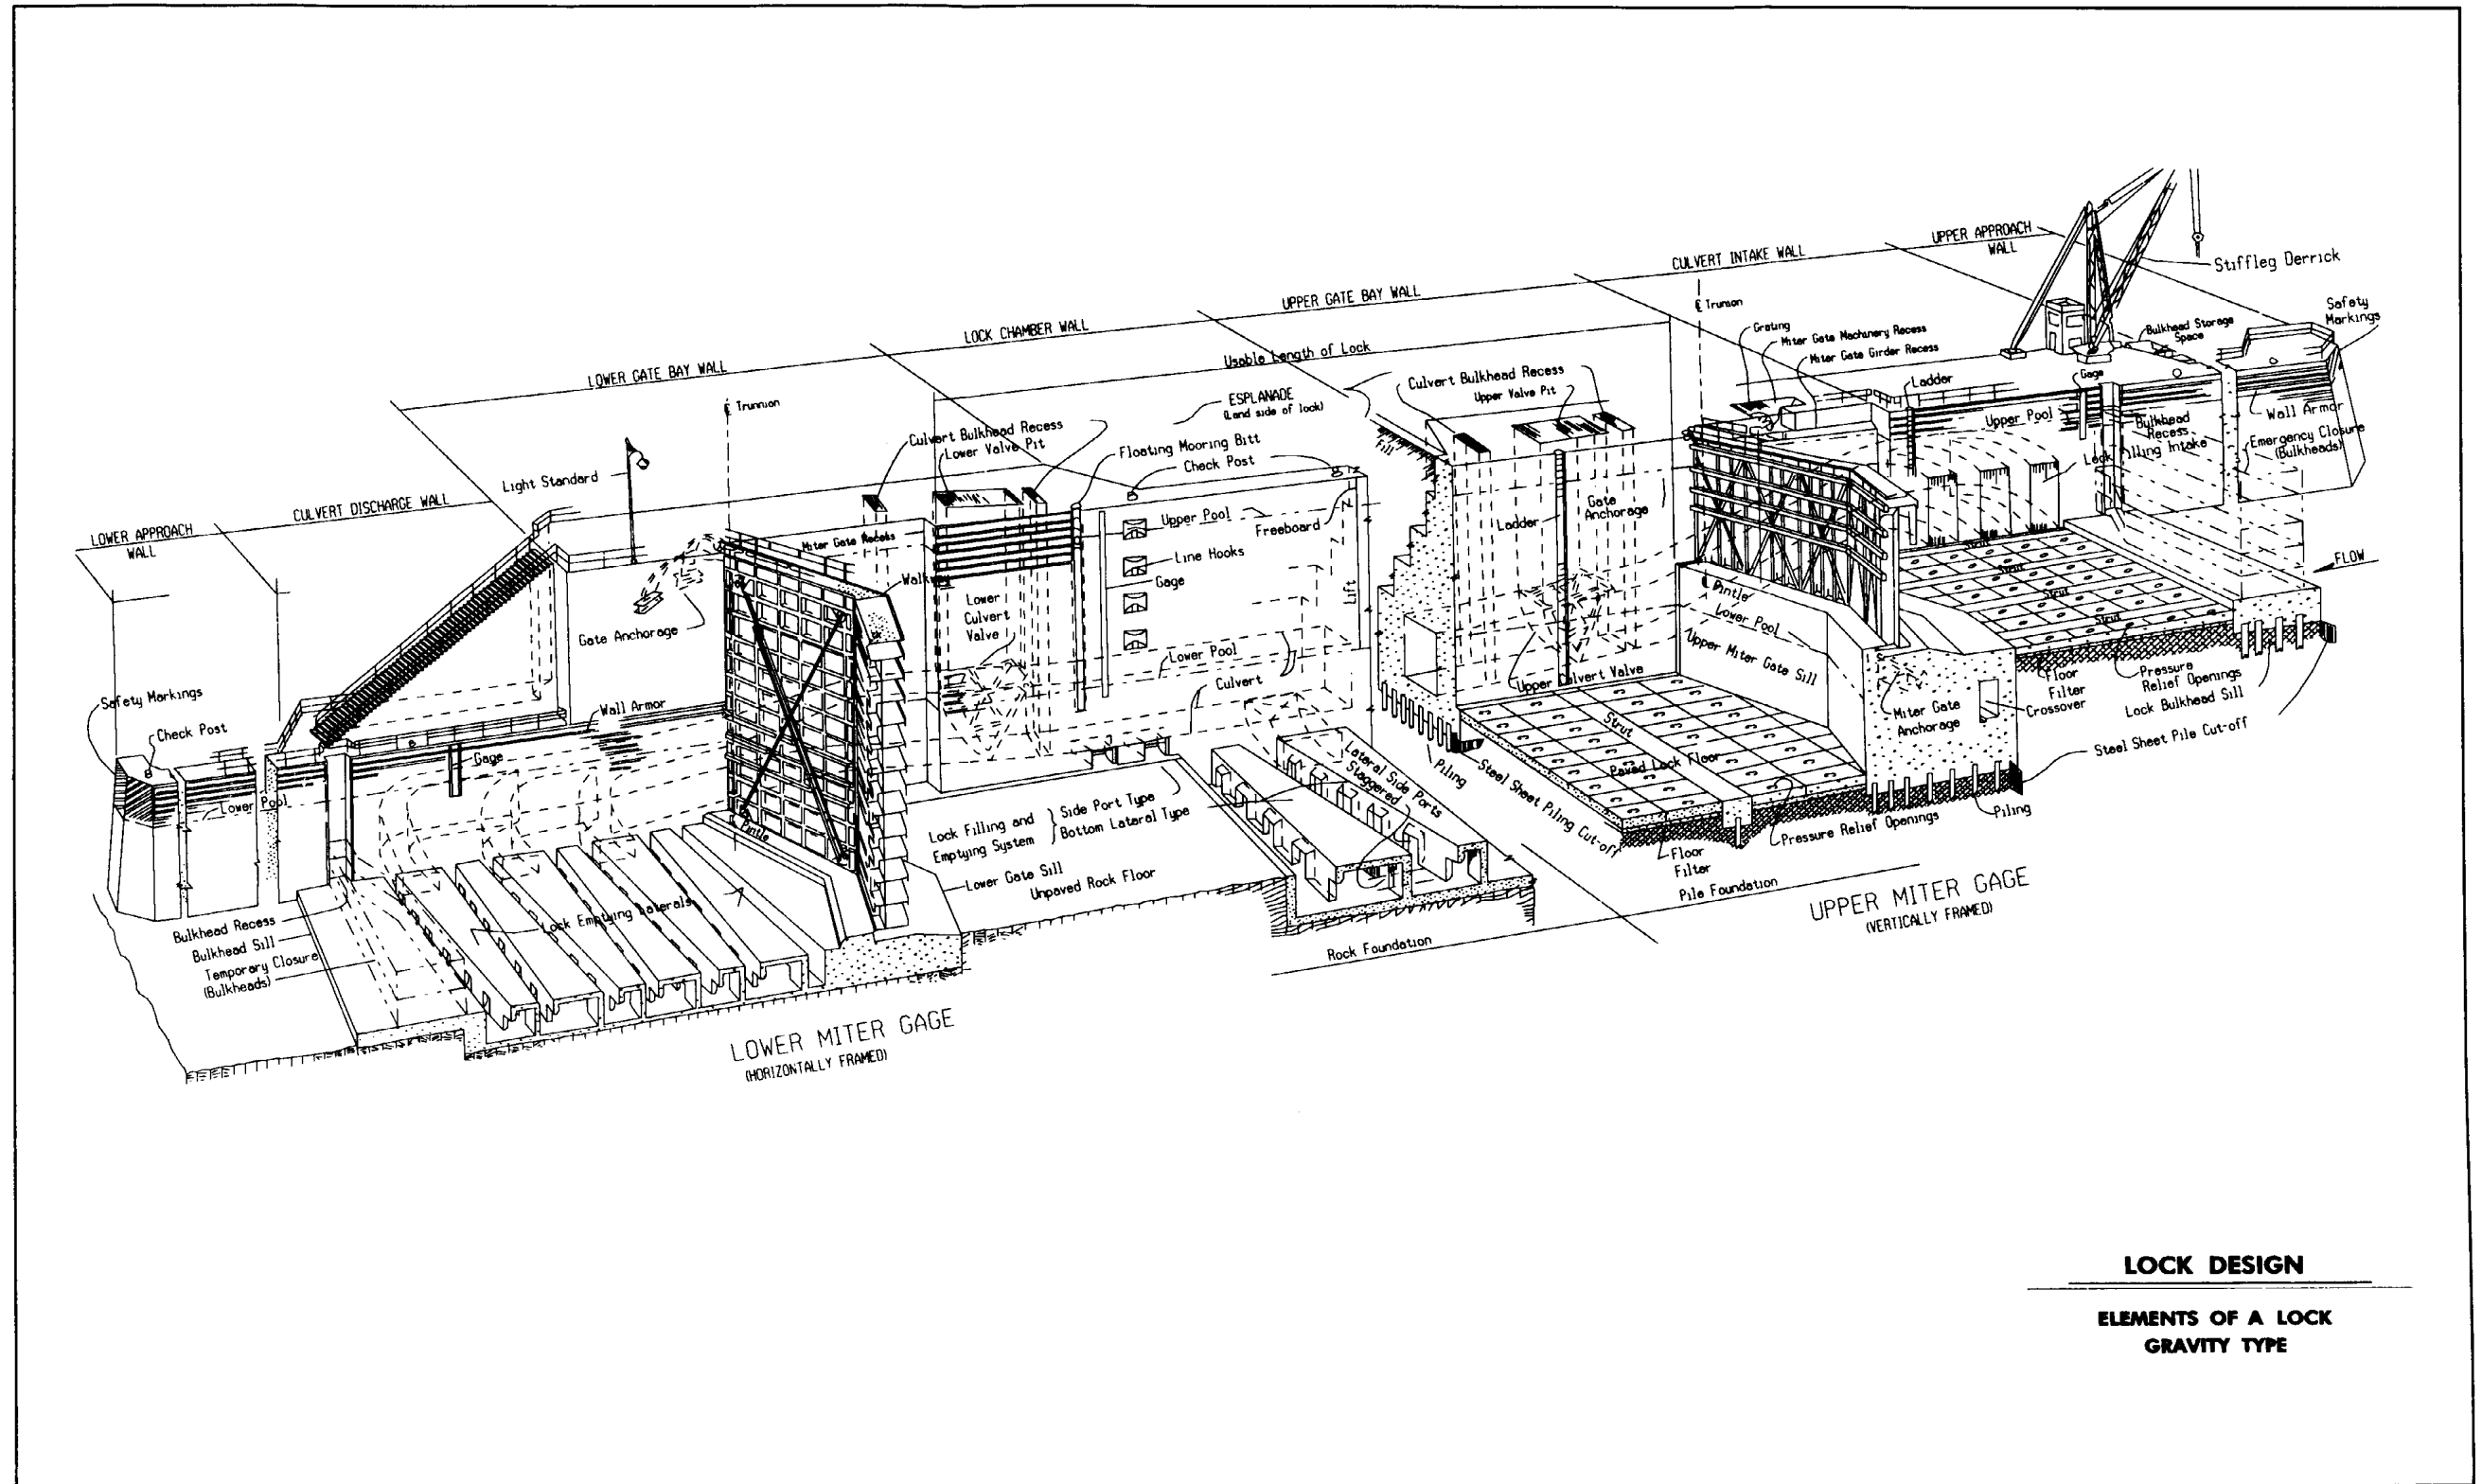 LOWER APPROACH
WALL
CULVERT DISCHARGE WALL
LOWER GATE BAY WALL
LOCK CHAMBER WALL
UPPER GATE BAY WALL
CULVERT INTAKE WALL
UPPER APPROACH
WALL
Stiffleg Derrick
Safety
Markings
Bulkhead Storage
Space
℄ Trunion
Grating
Miter Gate Machinery Recess
Miter Gate Girder Recess
Usable Length of Lock
Ladder
Gage
Upper Pool
Bulkhead
Recess
Wall Armor
Emergency Closure
(Bulkheads)
Lock Filling Intake
FLOW
Culvert Bulkhead Recess
Upper Valve Pit
ESPLANADE
(Land side of lock)
Fill
℄ Trunnion
Culvert Bulkhead Recess
Lower Valve Pit
Floating Mooring Bitt
Check Post
Light Standard
Upper Pool
Freeboard
Line Hooks
Gage
Lift
Ladder
Gate
Anchorage
Miter Gate Recess
Walkway
Lower
Culvert
Valve
Gate Anchorage
Lower Pool
Culvert
Upper Culvert Valve
Pintle
Lower Pool
Upper Miter Gate Sill
Strut
Strut
Strut
Strut
Floor
Filter
Pressure
Relief Openings
Lock Bulkhead Sill
Miter Gate
Anchorage
Crossover
Steel Sheet Pile Cut-off
Safety Markings
Check Post
Wall Armor
Gage
Lower Pool
Strut
Paved Lock Floor
Lateral Side Ports
Staggered
Piling
Steel Sheet Piling Cut-off
Pressure Relief Openings
Piling
Floor
Filter
Pile Foundation
Pintle
Lock Filling and
Emptying System
Side Port Type
Bottom Lateral Type
Lower Gate Sill
Unpaved Rock Floor
Lock Emptying Laterals
Bulkhead Recess
Bulkhead Sill
Temporary Closure
(Bulkheads)
Rock Foundation
UPPER MITER GAGE
(VERTICALLY FRAMED)
LOWER MITER GAGE
(HORIZONTALLY FRAMED)
LOCK DESIGN
ELEMENTS OF A LOCK
GRAVITY TYPE